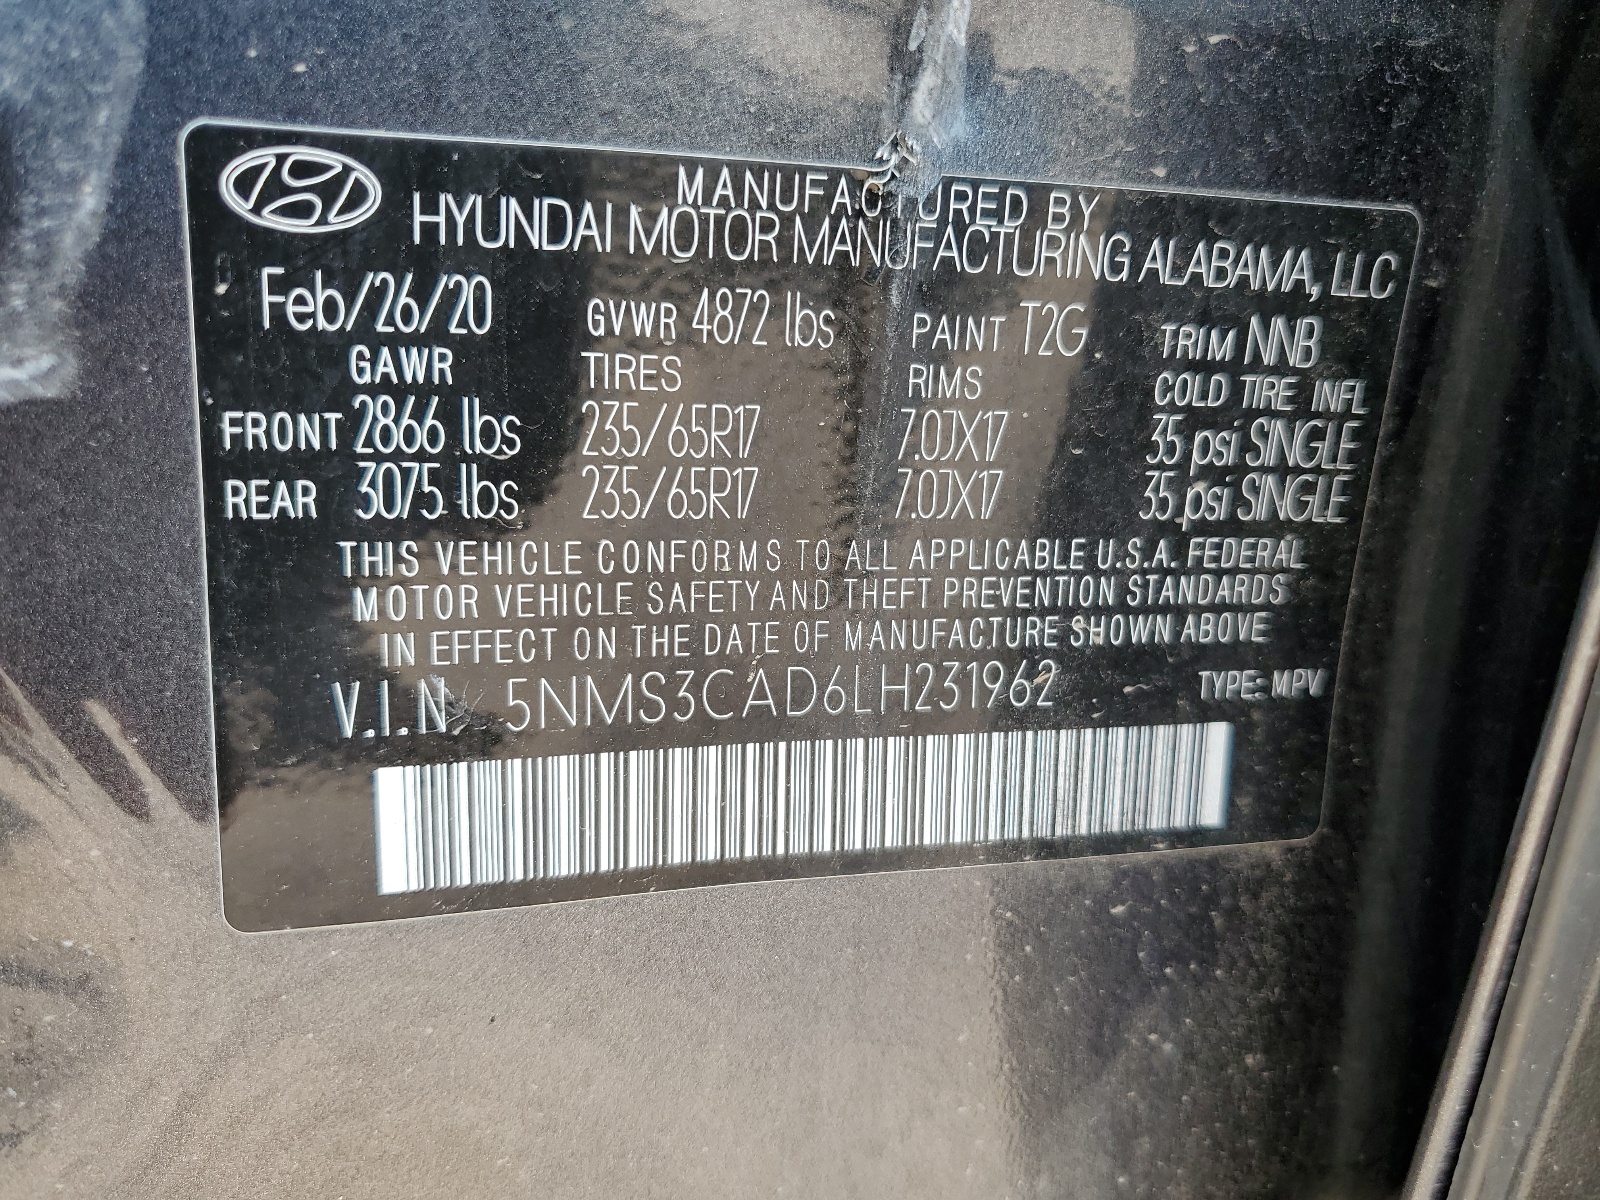 MANUFACTURED BY
HYUNDAI MOTOR MANUFACTURING ALABAMA, LLC
Feb/26/20 GVWR 4872 lbs PAINT T2G TRIM NNB
GAWR TIRES RIMS COLD TIRE INFL
FRONT 2866 lbs 235/65R17 7.0JX17 35 psi SINGLE
REAR 3075 lbs 235/65R17 7.0JX17 35 psi SINGLE
THIS VEHICLE CONFORMS TO ALL APPLICABLE U.S.A. FEDERAL
MOTOR VEHICLE SAFETY AND THEFT PREVENTION STANDARDS
IN EFFECT ON THE DATE OF MANUFACTURE SHOWN ABOVE
V.I.N 5NMS3CAD6LH231962 TYPE: MPV